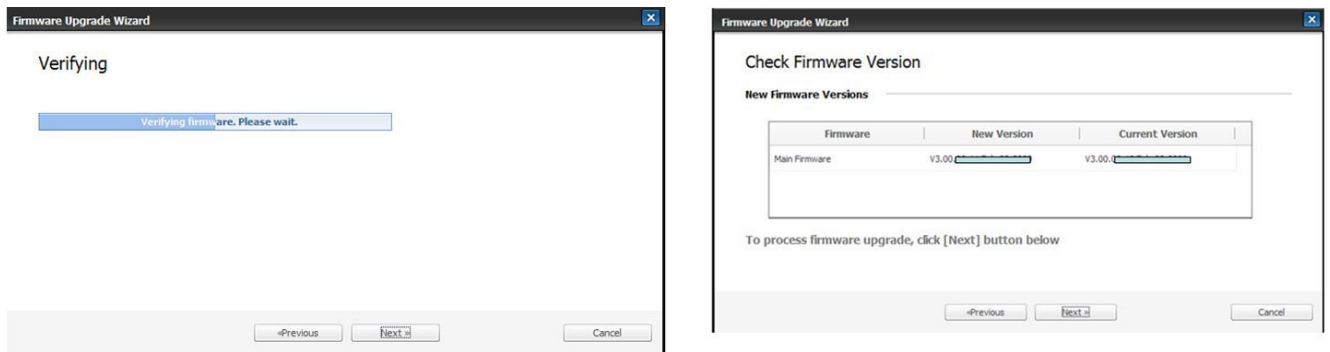 Firmware Upgrade Wizard
Verifying
Verifying firmware. Please wait.
«Previous
Next »
Cancel
Firmware Upgrade Wizard
Check Firmware Version
New Firmware Versions
Firmware New Version Current Version
Main Firmware V3.00. V3.00.
To process firmware upgrade, click [Next] button below
«Previous
Next »
Cancel